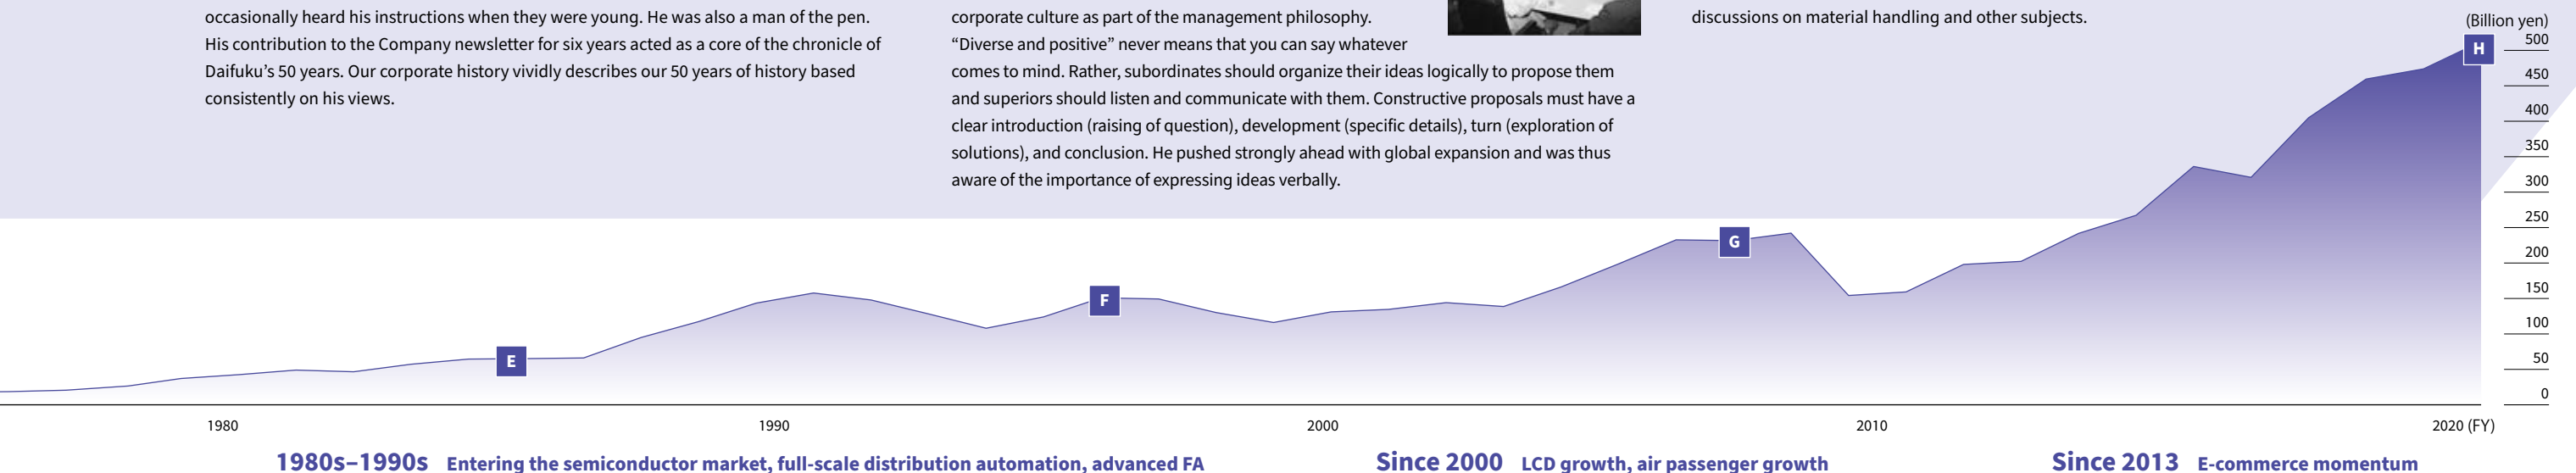 occasionally heard his instructions when they were young. He was also a man of the pen.
His contribution to the Company newsletter for six years acted as a core of the chronicle of
Daifuku’s 50 years. Our corporate history vividly describes our 50 years of history based
consistently on his views.
corporate culture as part of the management philosophy.
“Diverse and positive” never means that you can say whatever
comes to mind. Rather, subordinates should organize their ideas logically to propose them
and superiors should listen and communicate with them. Constructive proposals must have a
clear introduction (raising of question), development (specific details), turn (exploration of
solutions), and conclusion. He pushed strongly ahead with global expansion and was thus
aware of the importance of expressing ideas verbally.
discussions on material handling and other subjects.
(Billion yen)
500
450
400
350
300
250
200
150
100
50
0
E
F
G
H
1980
1990
2000
2010
2020 (FY)
1980s–1990s Entering the semiconductor market, full-scale distribution automation, advanced FA
Since 2000 LCD growth, air passenger growth
Since 2013 E-commerce momentum